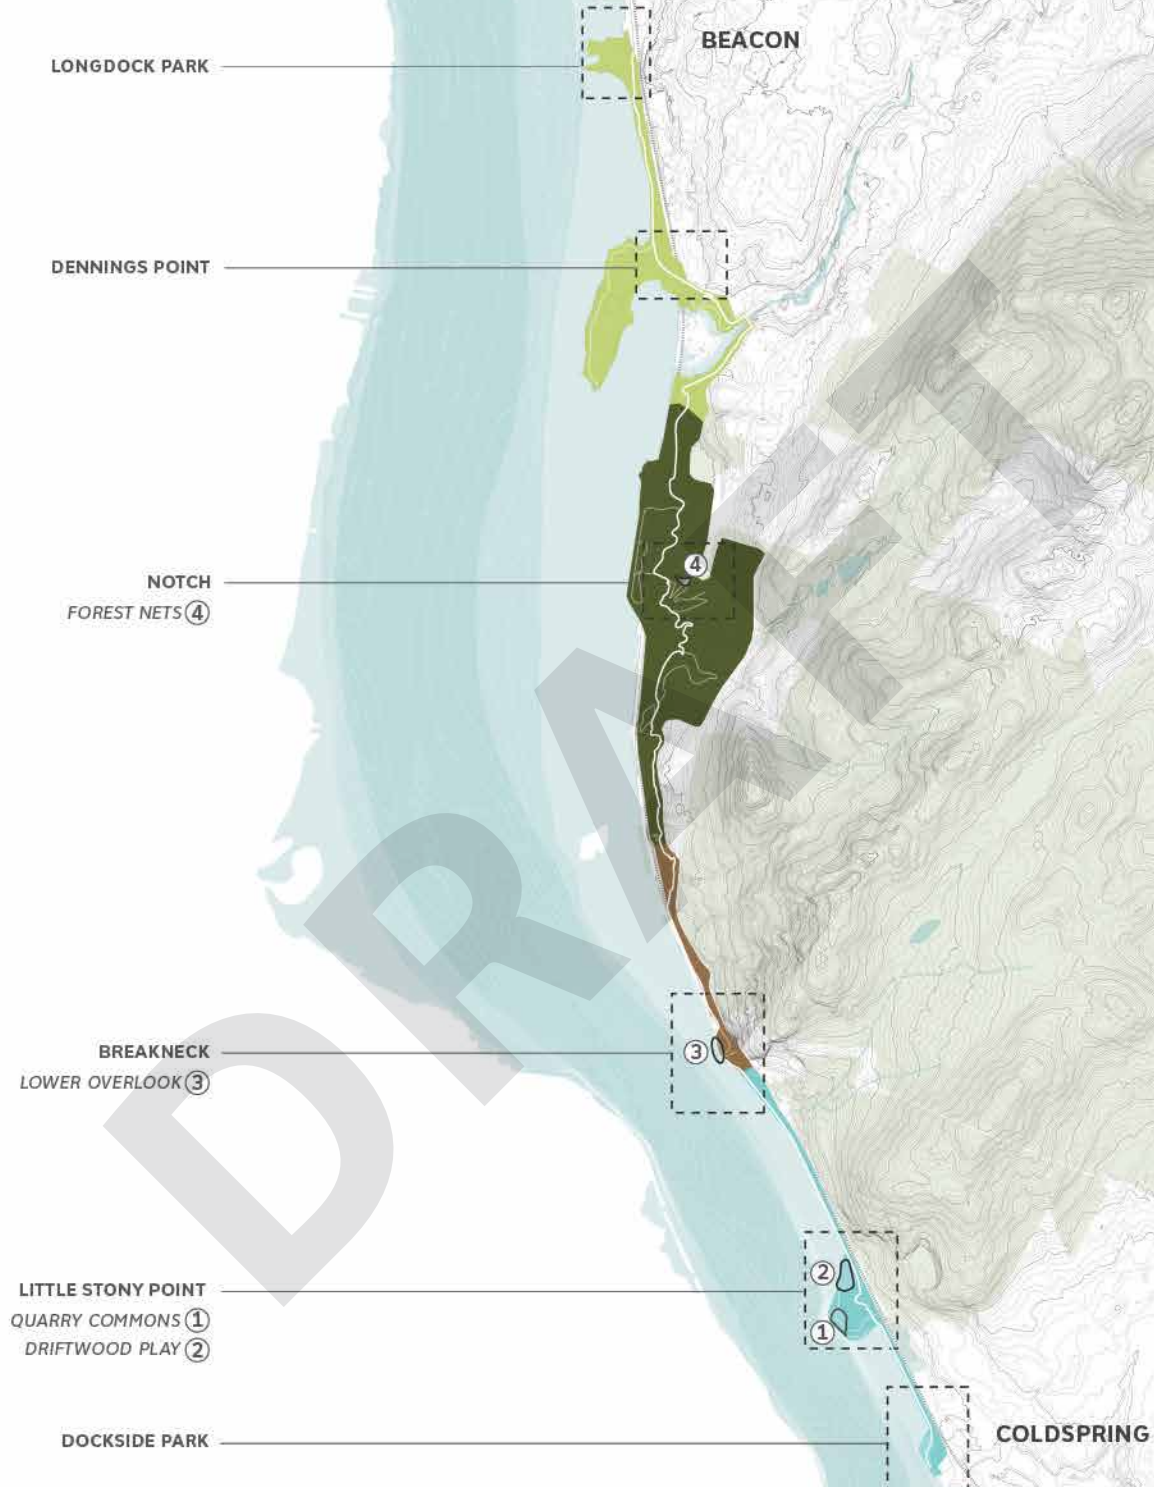 BEACON
LONGDOCK PARK
DENNINGS POINT
4
NOTCH
FOREST NETS 4
DRAFT
BREAKNECK
3
LOWER OVERLOOK 3
2
LITTLE STONY POINT
QUARRY COMMONS 1
1
DRIFTWOOD PLAY 2
COLDSPRING
DOCKSIDE PARK